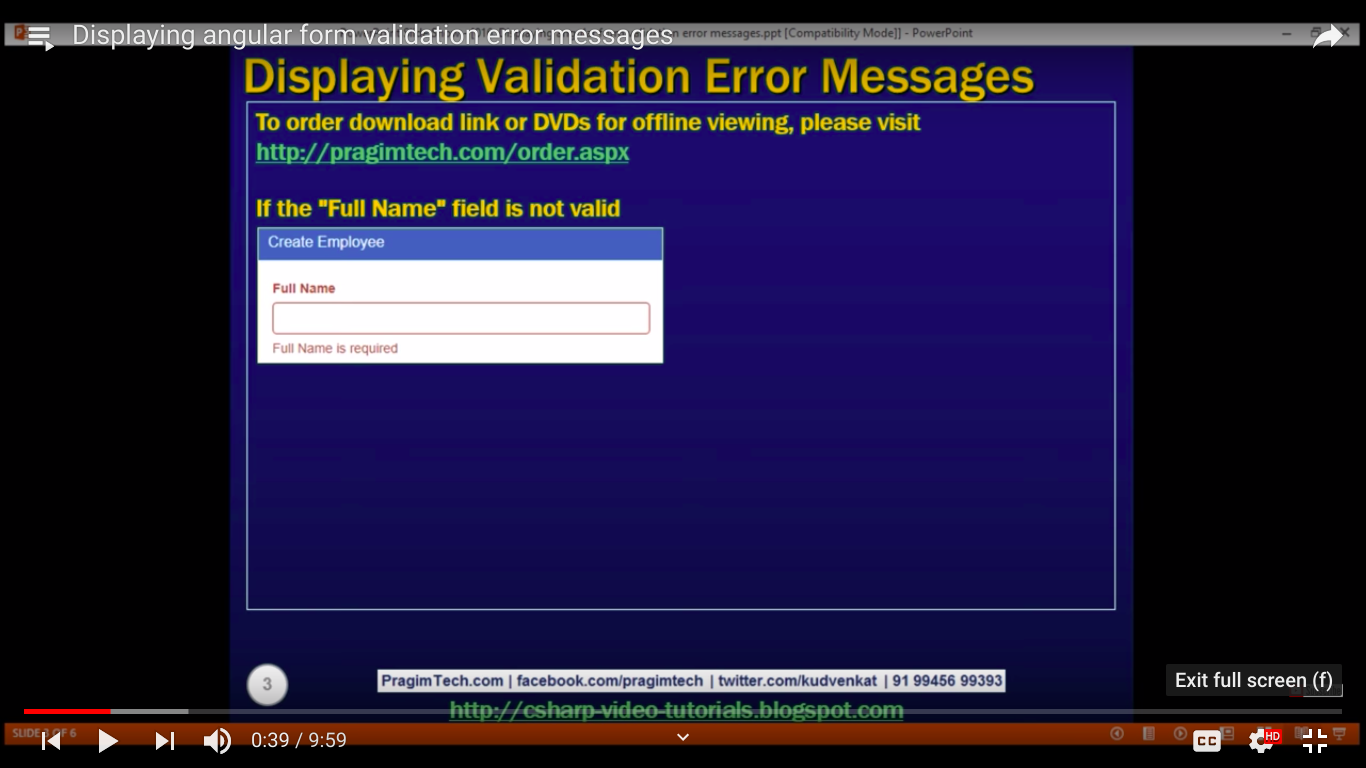 Displaying angular form validation error messages
n error messages.ppt [Compatibility Mode]] - PowerPoint
Displaying Validation Error Messages
To order download link or DVDs for offline viewing, please visit
http://pragimtech.com/order.aspx
If the "Full Name" field is not valid
Create Employee
Full Name
Full Name is required
3
PragimTech.com | facebook.com/pragimtech | twitter.com/kudvenkat | 91 99456 99393
Exit full screen (f)
http://csharp-video-tutorials.blogspot.com
SLIDE OF 6
0:39 / 9:59
CC
HD